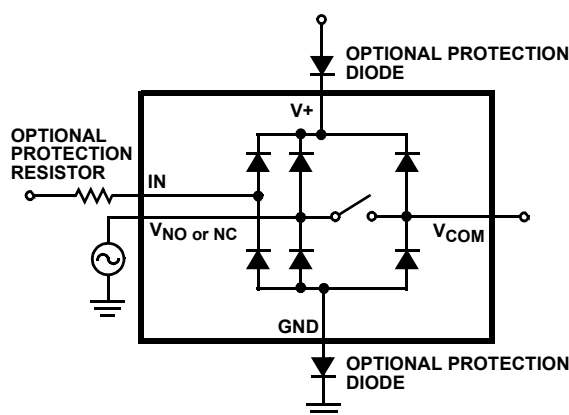 OPTIONAL PROTECTION
DIODE
V+
OPTIONAL
PROTECTION
RESISTOR
IN
VNO or NC
VCOM
GND
OPTIONAL PROTECTION
DIODE